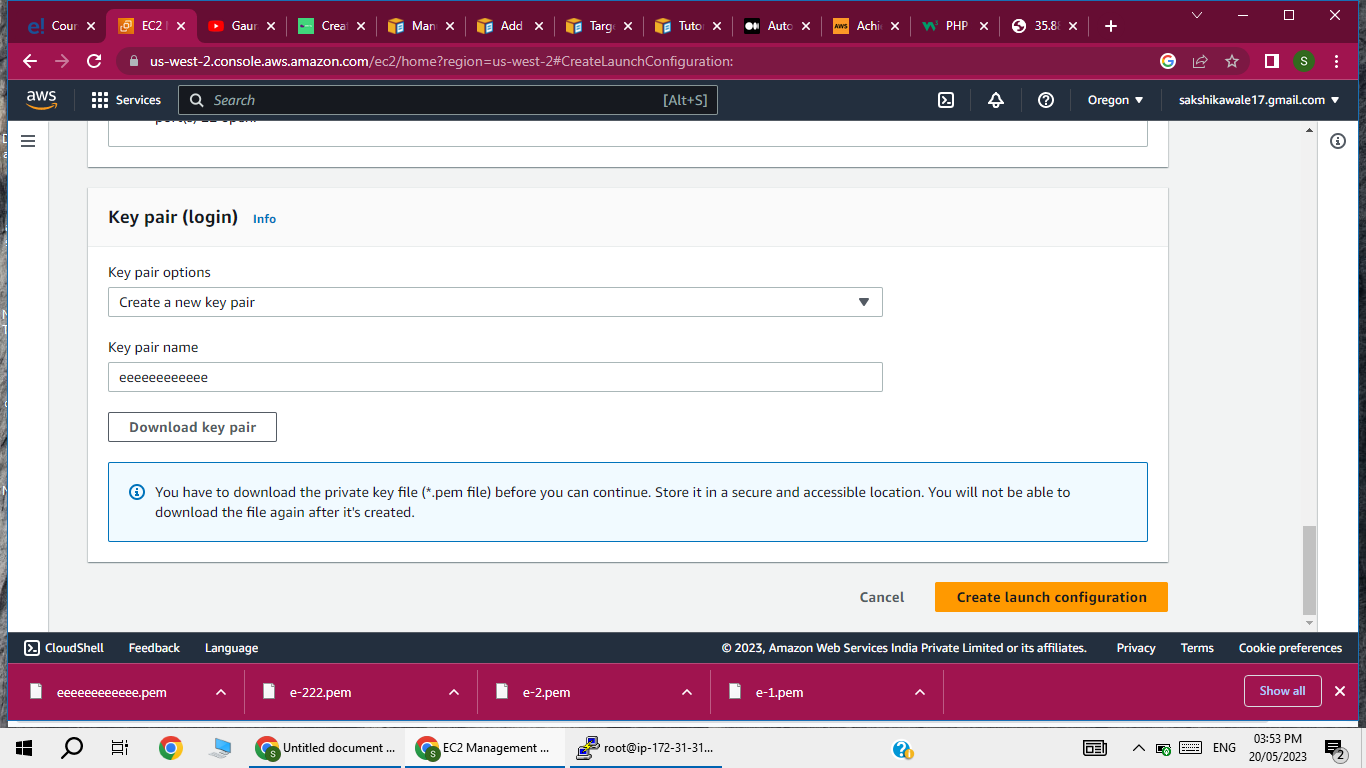 Cour
EC2
Gaur
Creat
Man
Add
Targ
Tuto
Auto
aws
Achi
PHP
35.8
us-west-2.console.aws.amazon.com/ec2/home?region=us-west-2#CreateLaunchConfiguration:
S
aws
Services
Search
[Alt+S]
Oregon
sakshikawale17.gmail.com
Key pair (login)
Info
Key pair options
Create a new key pair
Key pair name
eeeeeeeeeeee
Download key pair
You have to download the private key file (*.pem file) before you can continue. Store it in a secure and accessible location. You will not be able to
download the file again after it's created.
Cancel
Create launch configuration
CloudShell
Feedback
Language
© 2023, Amazon Web Services India Private Limited or its affiliates.
Privacy
Terms
Cookie preferences
eeeeeeeeeeee.pem
e-222.pem
e-2.pem
e-1.pem
Show all
Untitled document ...
EC2 Management ...
root@ip-172-31-31...
ENG
03:53 PM
20/05/2023
2